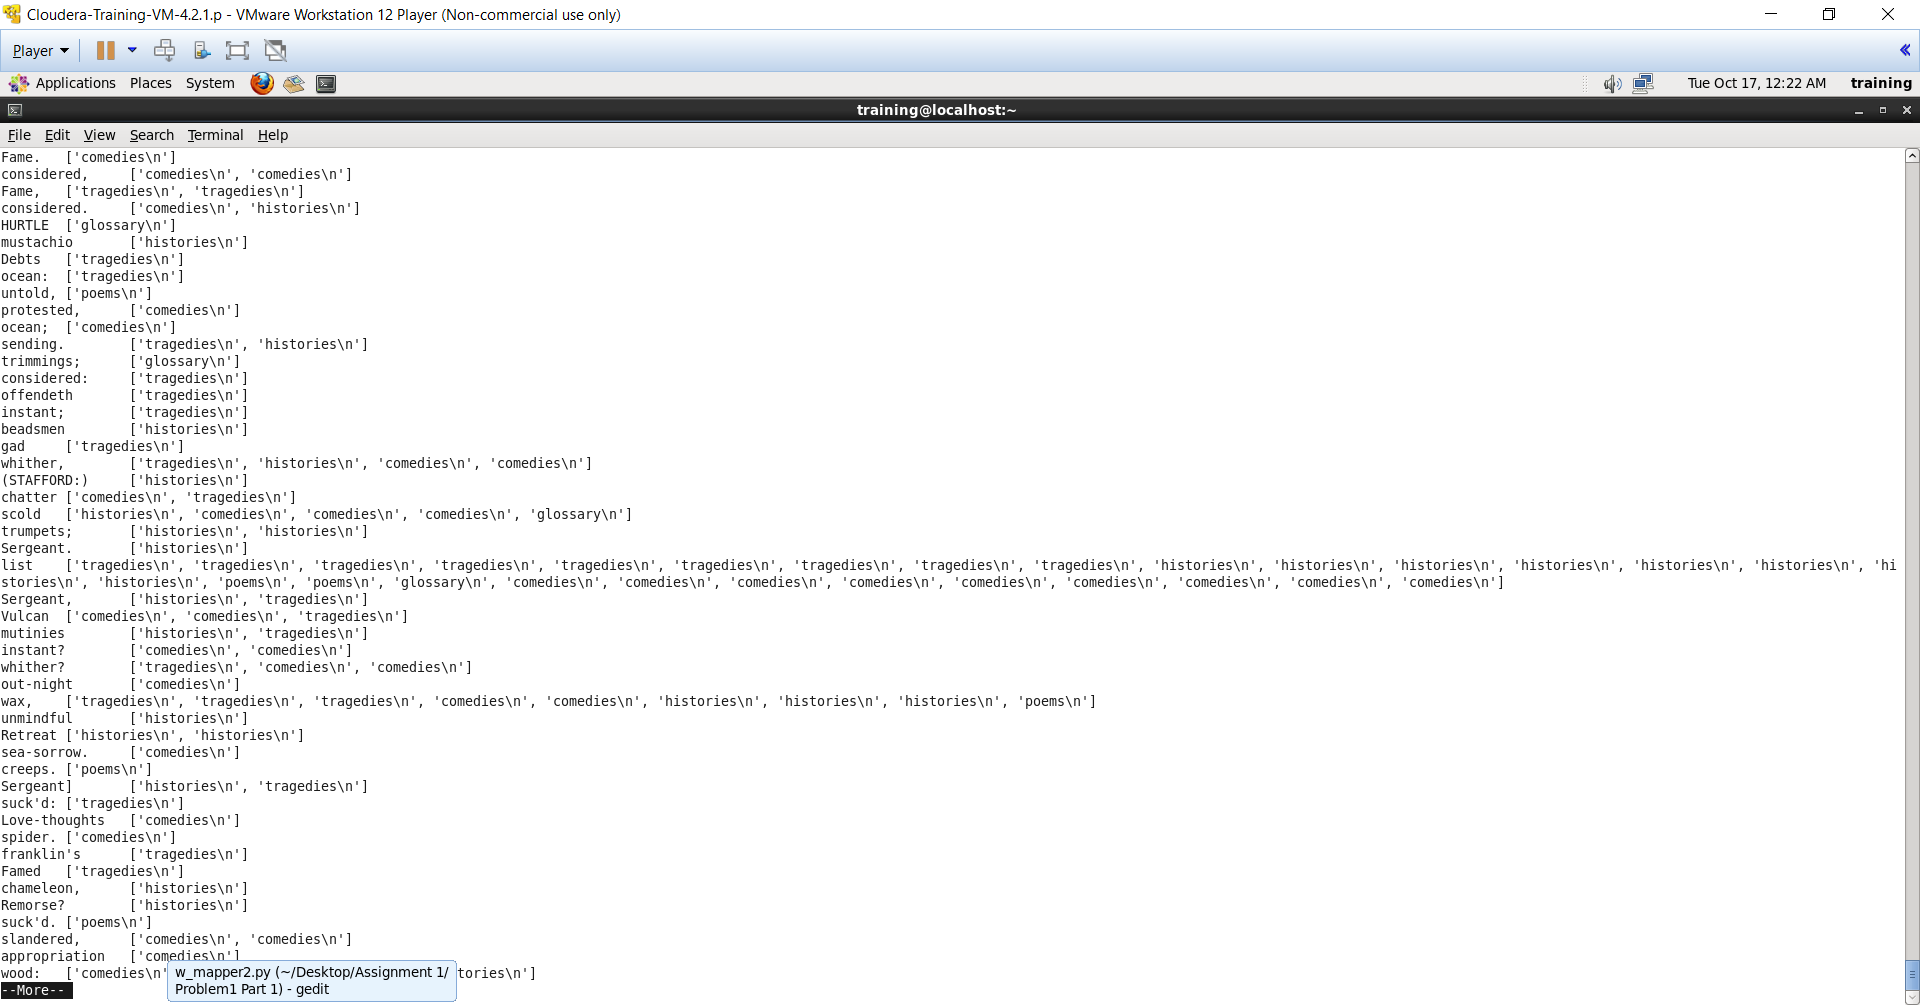 Cloudera-Training-VM-4.2.1.p - VMware Workstation 12 Player (Non-commercial use only)
Player
Applications Places System Tue Oct 17, 12:22 AM training
training@localhost:~
File Edit View Search Terminal Help
Fame. ['comedies\n']
considered, ['comedies\n', 'comedies\n']
Fame, ['tragedies\n', 'tragedies\n']
considered. ['comedies\n', 'histories\n']
HURTLE ['glossary\n']
mustachio ['histories\n']
Debts ['tragedies\n']
ocean: ['tragedies\n']
untold, ['poems\n']
protested, ['comedies\n']
ocean; ['comedies\n']
sending. ['tragedies\n', 'histories\n']
trimmings; ['glossary\n']
considered: ['tragedies\n']
offendeth ['tragedies\n']
instant; ['tragedies\n']
beadsmen ['histories\n']
gad ['tragedies\n']
whither, ['tragedies\n', 'histories\n', 'comedies\n', 'comedies\n']
(STAFFORD:) ['histories\n']
chatter ['comedies\n', 'tragedies\n']
scold ['histories\n', 'comedies\n', 'comedies\n', 'comedies\n', 'glossary\n']
trumpets; ['histories\n', 'histories\n']
Sergeant. ['histories\n']
list ['tragedies\n', 'tragedies\n', 'tragedies\n', 'tragedies\n', 'tragedies\n', 'tragedies\n', 'tragedies\n', 'tragedies\n', 'tragedies\n', 'histories\n', 'histories\n', 'histories\n', 'histories\n', 'histories\n', 'histories\n', 'hi
stories\n', 'histories\n', 'poems\n', 'poems\n', 'glossary\n', 'comedies\n', 'comedies\n', 'comedies\n', 'comedies\n', 'comedies\n', 'comedies\n', 'comedies\n', 'comedies\n', 'comedies\n']
Sergeant, ['histories\n', 'tragedies\n']
Vulcan ['comedies\n', 'comedies\n', 'tragedies\n']
mutinies ['histories\n', 'tragedies\n']
instant? ['comedies\n', 'comedies\n']
whither? ['tragedies\n', 'comedies\n', 'comedies\n']
out-night ['comedies\n']
wax, ['tragedies\n', 'tragedies\n', 'tragedies\n', 'comedies\n', 'comedies\n', 'histories\n', 'histories\n', 'histories\n', 'poems\n']
unmindful ['histories\n']
Retreat ['histories\n', 'histories\n']
sea-sorrow. ['comedies\n']
creeps. ['poems\n']
Sergeant] ['histories\n', 'tragedies\n']
suck'd: ['tragedies\n']
Love-thoughts ['comedies\n']
spider. ['comedies\n']
franklin's ['tragedies\n']
Famed ['tragedies\n']
chameleon, ['histories\n']
Remorse? ['histories\n']
suck'd. ['poems\n']
slandered, ['comedies\n', 'comedies\n']
appropriation ['comedies\n']
wood: ['comedies\n' tories\n']
w_mapper2.py (~/Desktop/Assignment 1/
Problem1 Part 1) - gedit
--More--